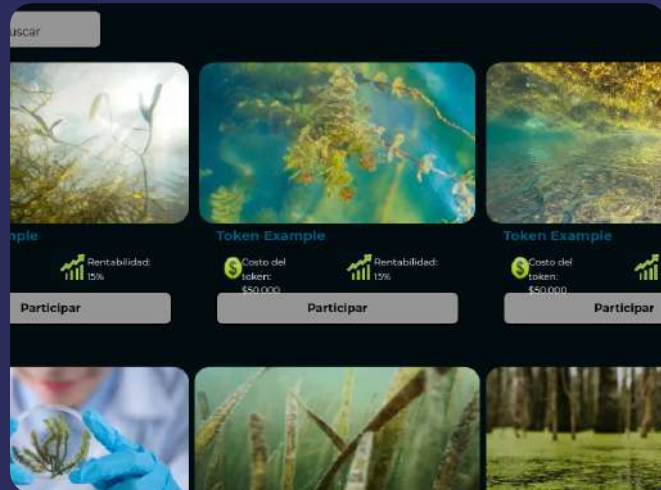 uscar
mple
Token Example
Token Example
Rentabilidad:
15%
Costo del
token:
$50.000
Rentabilidad:
15%
Costo del
token:
$50.000
Participar
Participar
Participar